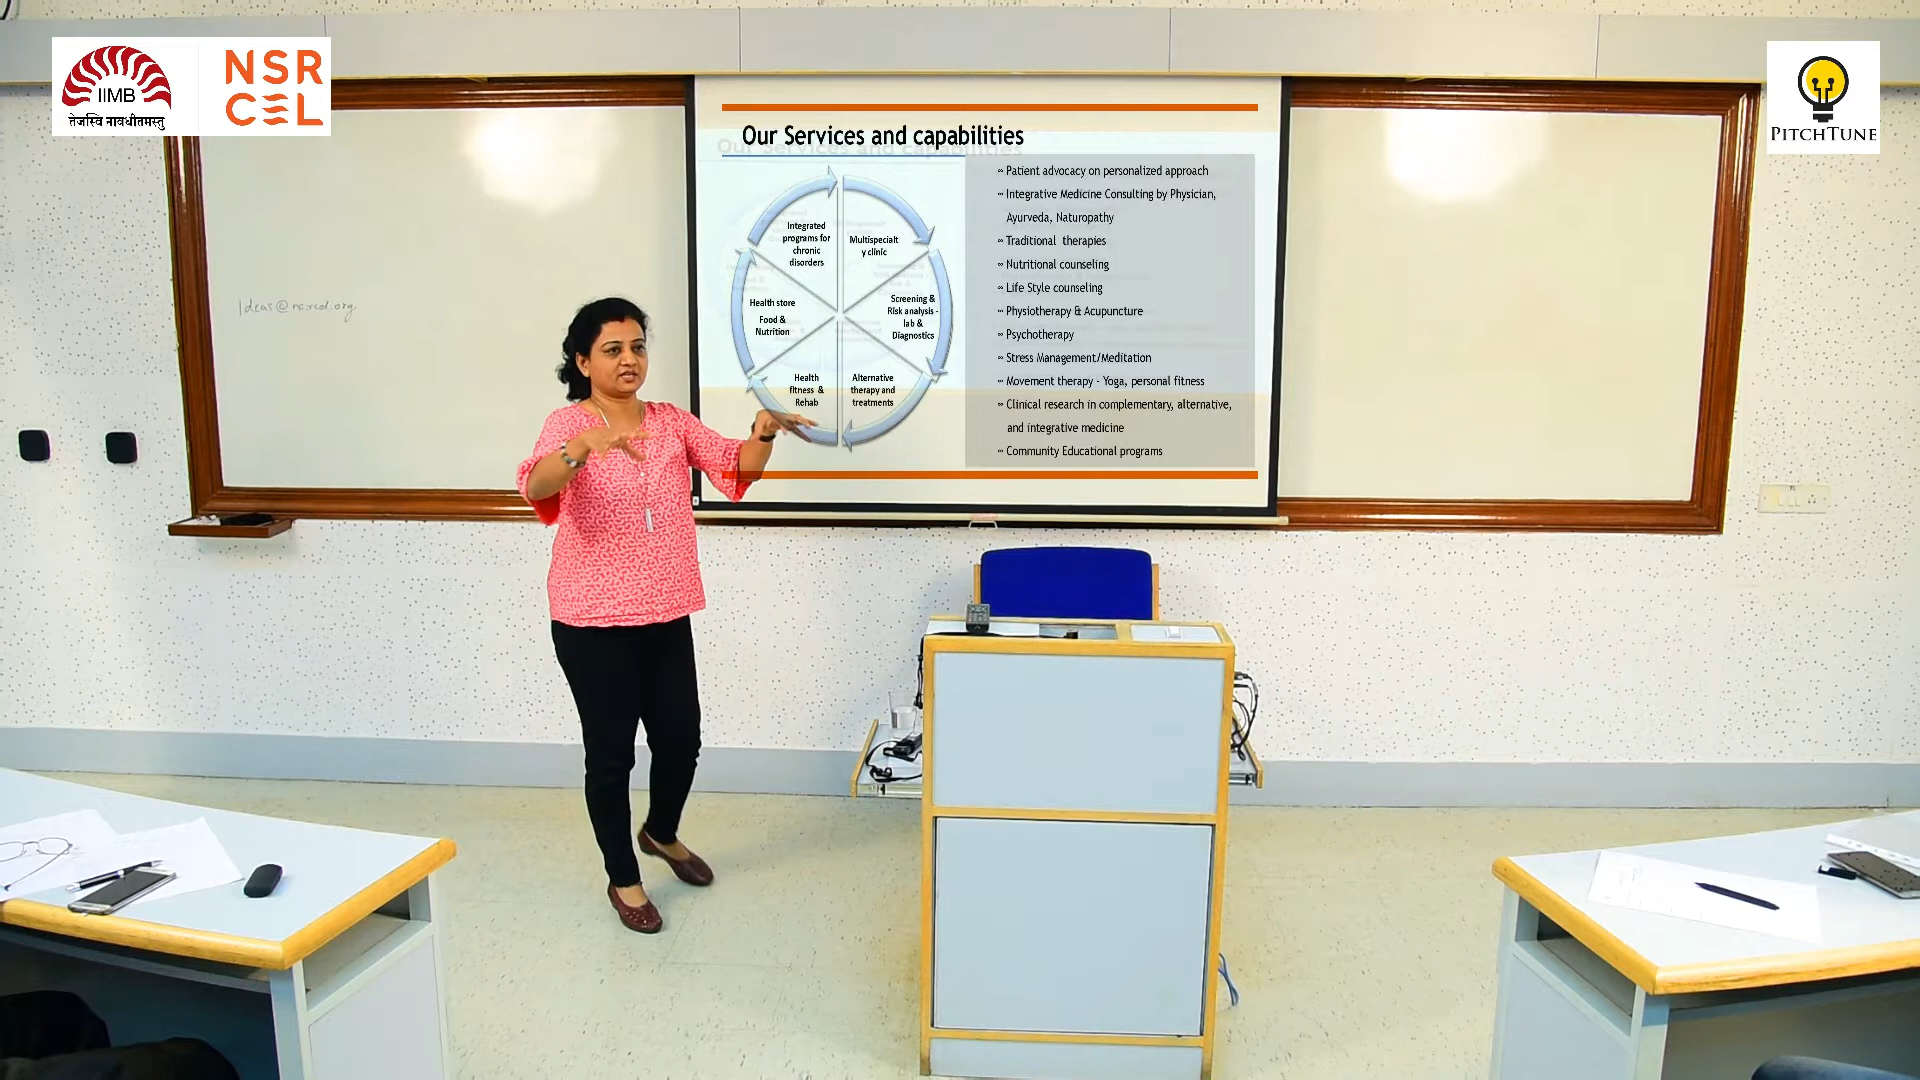 IIMB
तेजस्वि नावधीतमस्तु
NSR
CEL
PITCHTUNE
Our Services and capabilities
Integrated
programs for
chronic
disorders
Multispecialt
y clinic
Health store
Food &
Nutrition
Screening &
Risk analysis -
lab &
Diagnostics
Health
fitness &
Rehab
Alternative
therapy and
treatments
Patient advocacy on personalized approach
Integrative Medicine Consulting by Physician,
Ayurveda, Naturopathy
Traditional therapies
Nutritional counseling
Life Style counseling
Physiotherapy & Acupuncture
Psychotherapy
Stress Management/Meditation
Movement therapy - Yoga, personal fitness
Clinical research in complementary, alternative,
and integrative medicine
Community Educational programs
Ideas@nsrcel.org